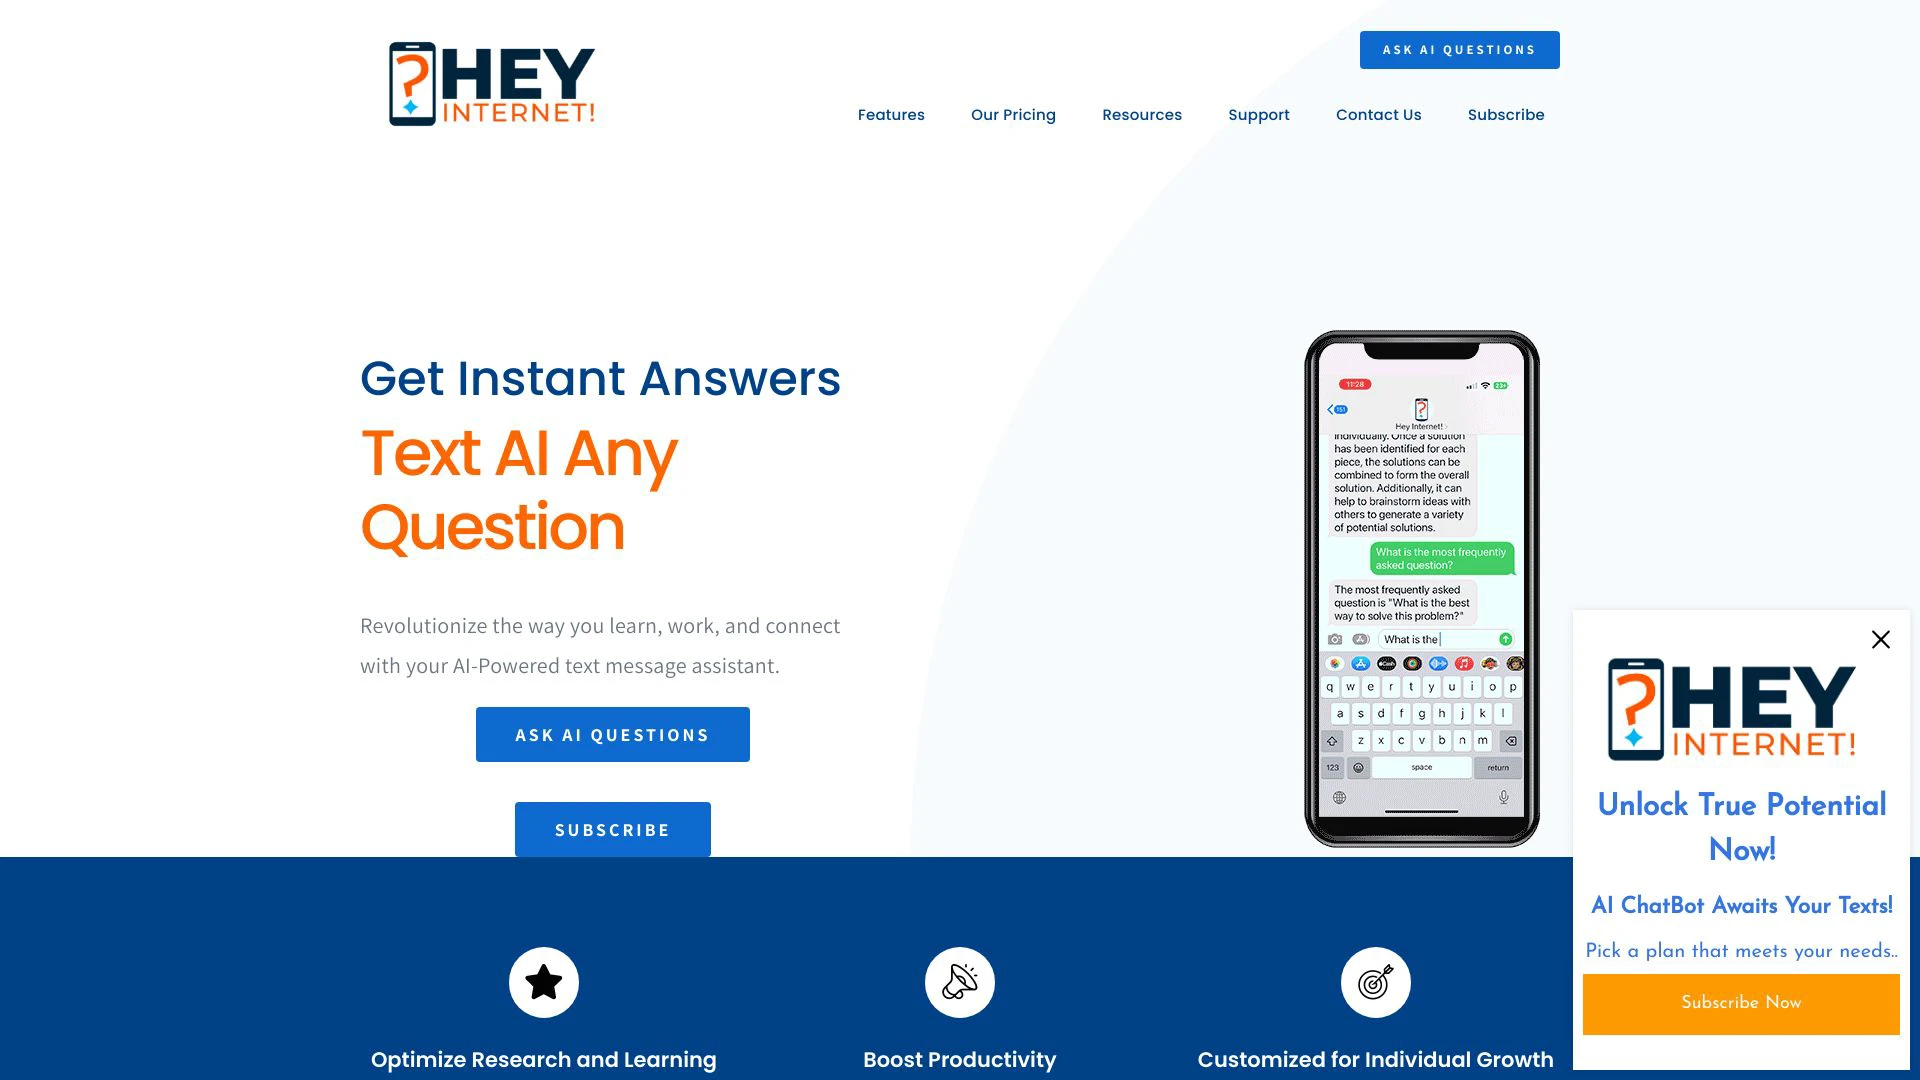 HEY
INTERNET!
ASK AI QUESTIONS
Features
Our Pricing
Resources
Support
Contact Us
Subscribe
Get Instant Answers
Text AI Any
Question
Revolutionize the way you learn, work, and connect
with your AI-Powered text message assistant.
ASK AI QUESTIONS
SUBSCRIBE
11:28
151
Hey Internet!
individually. Once a solution
has been identified for each
piece, the solutions can be
combined to form the overall
solution. Additionally, it can
help to brainstorm ideas with
others to generate a variety
of potential solutions.
What is the most frequently
asked question?
The most frequently asked
question is "What is the best
way to solve this problem?"
What is the
q w e r t y u i o p
a s d f g h j k l
z x c v b n m
123 space return
HEY
INTERNET!
Unlock True Potential
Now!
AI ChatBot Awaits Your Texts!
Pick a plan that meets your needs..
Subscribe Now
Optimize Research and Learning
Boost Productivity
Customized for Individual Growth